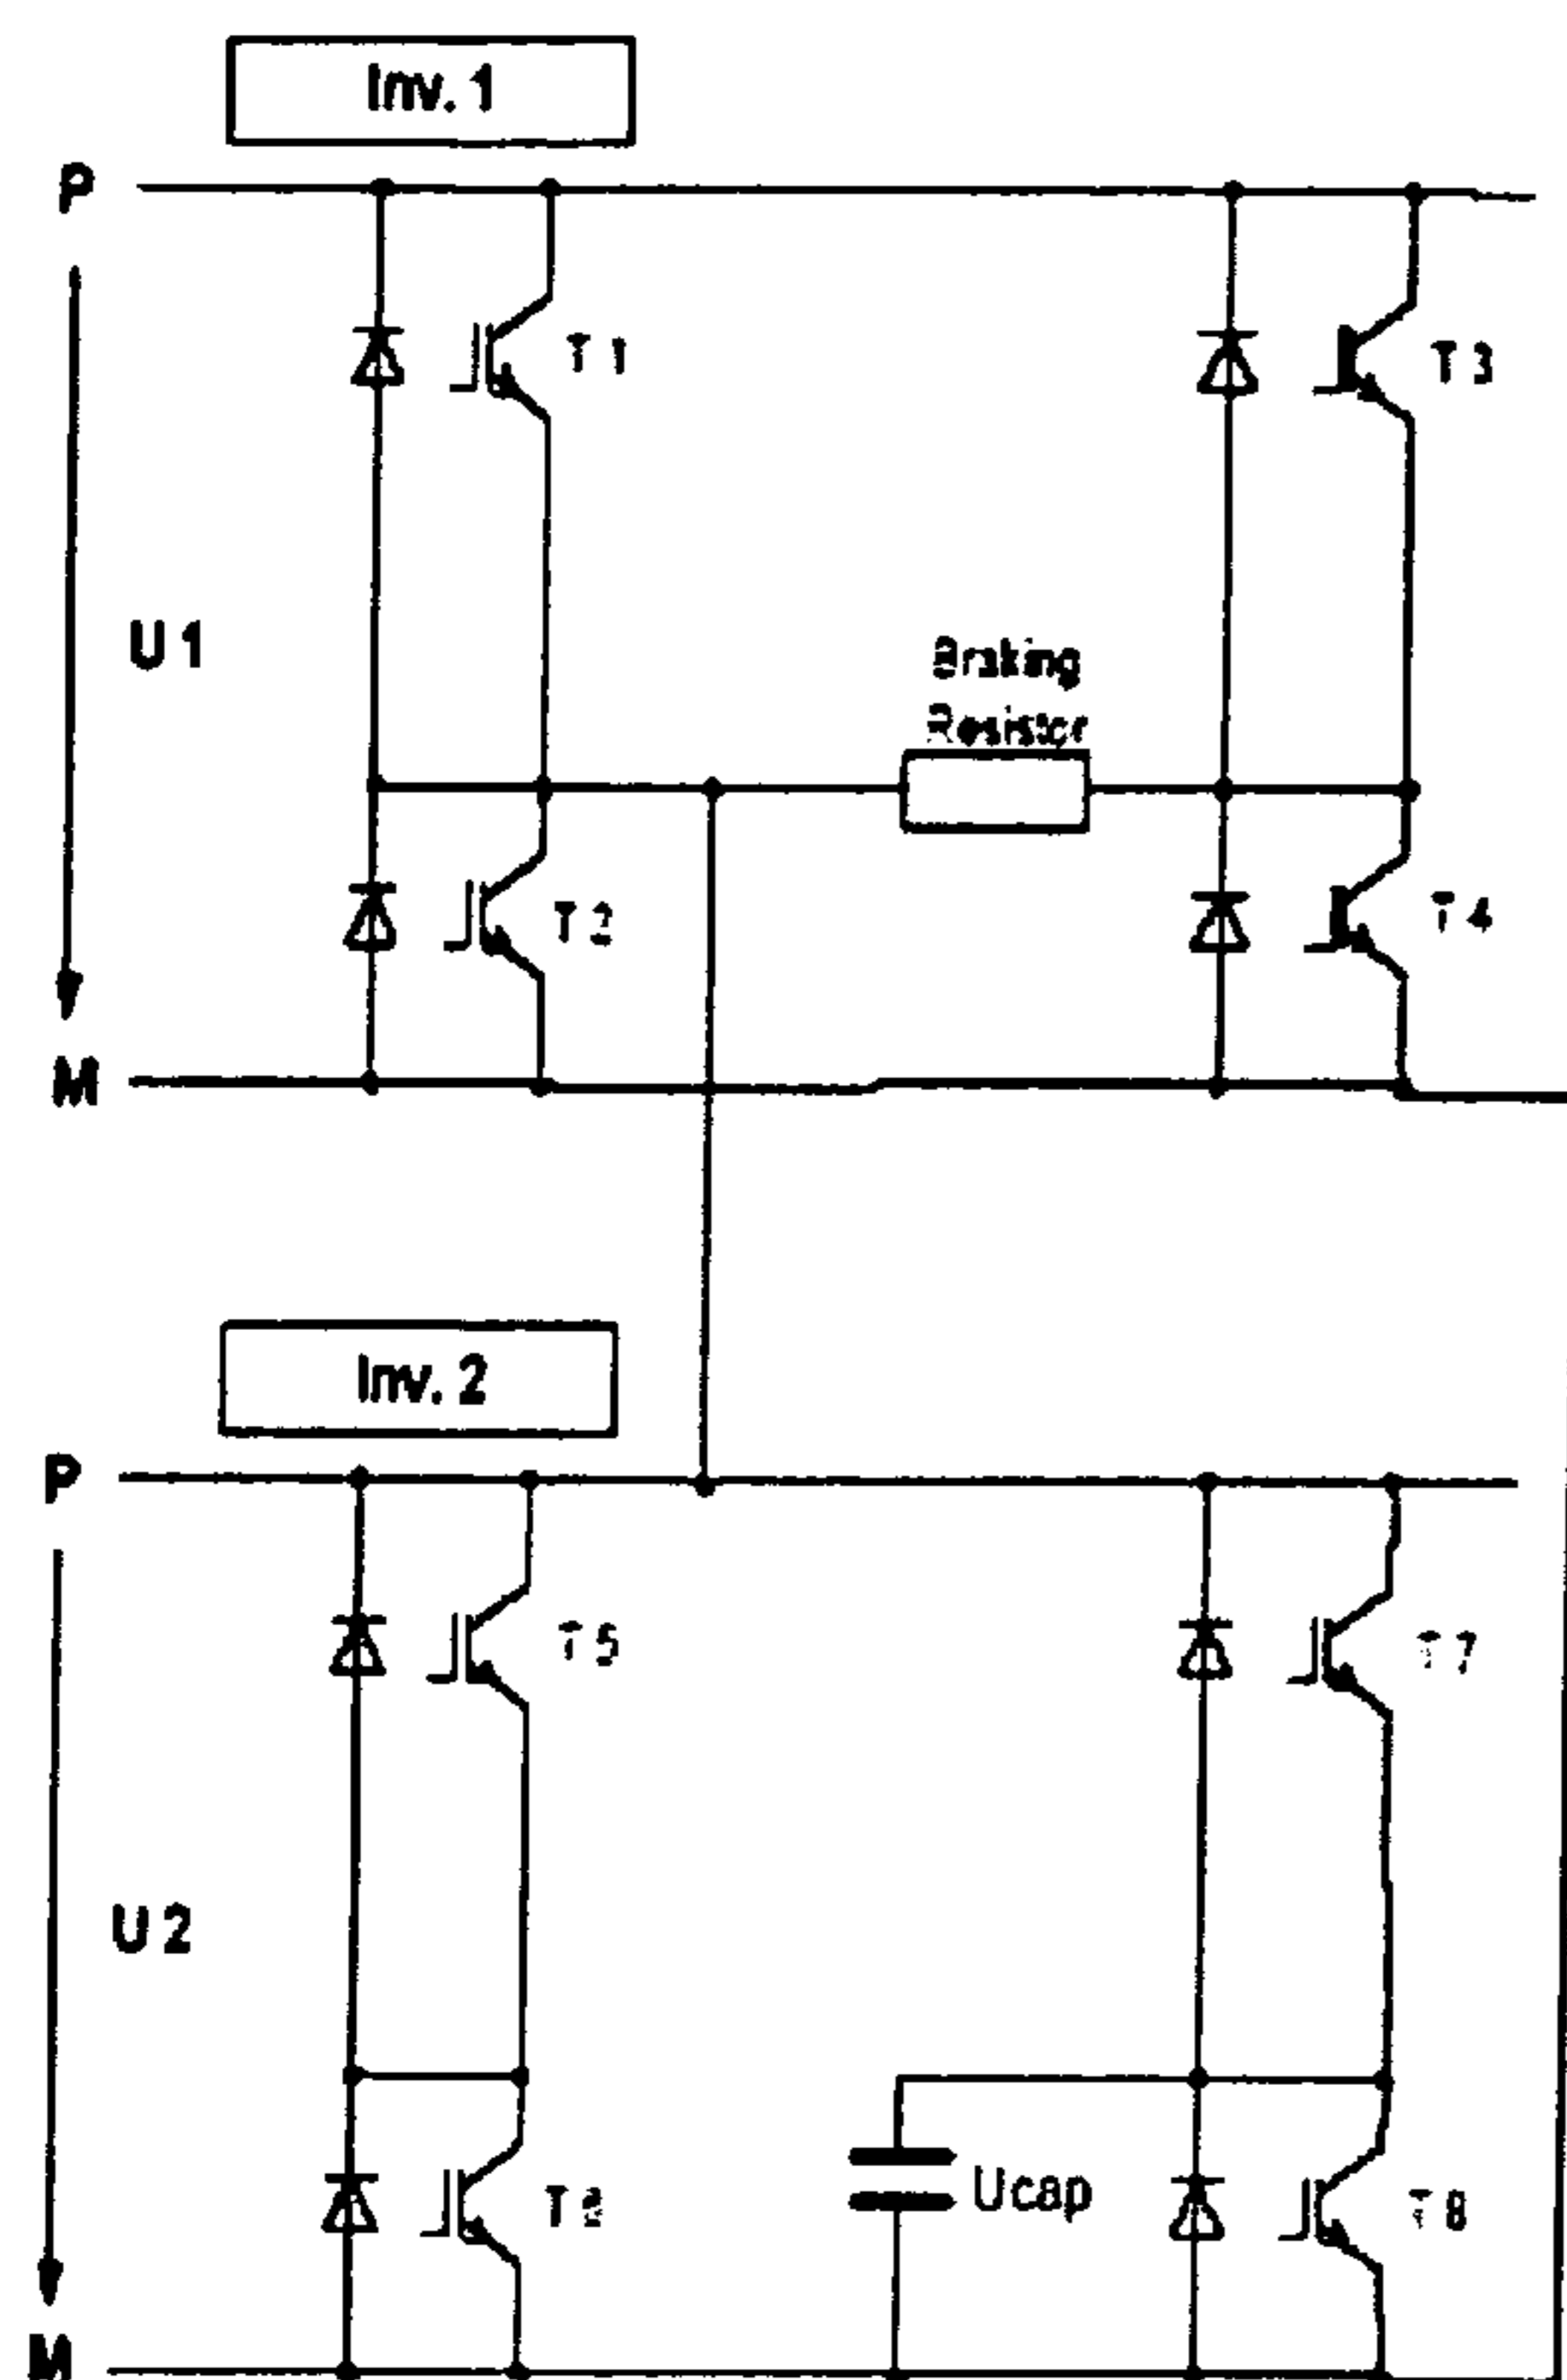 Inv. 1
P
T1
T3
U1
Braking
Resistor
T2
T4
M
Inv. 2
P
T5
T7
U2
Ucap
T8
M